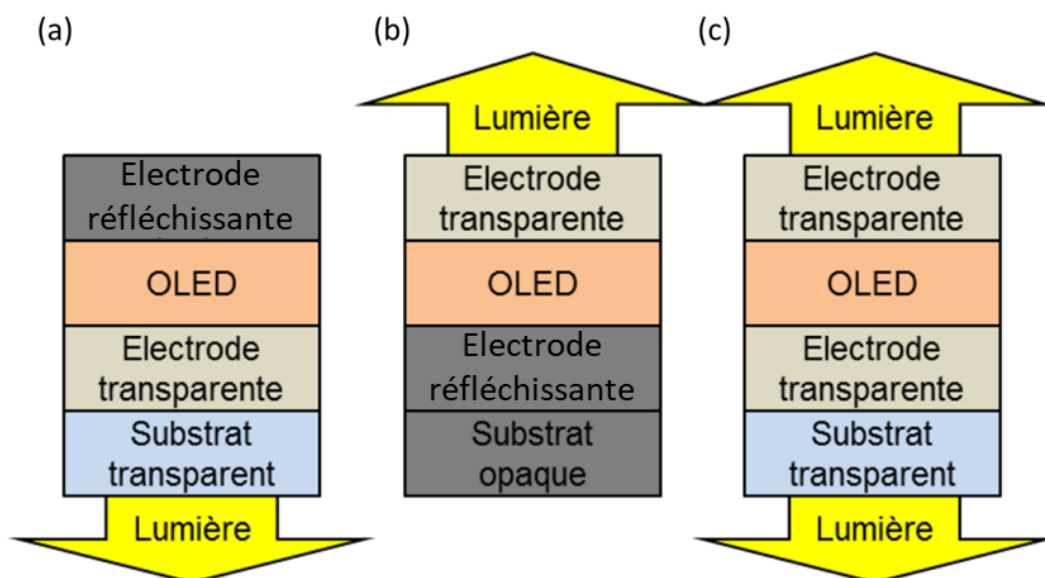 (a)
(b)
(c)
Lumière
Lumière
Electrode
réfléchissante
OLED
Electrode
transparente
Substrat
transparent
Lumière
Electrode
transparente
OLED
Electrode
réfléchissante
Substrat
opaque
Electrode
transparente
OLED
Electrode
transparente
Substrat
transparent
Lumière